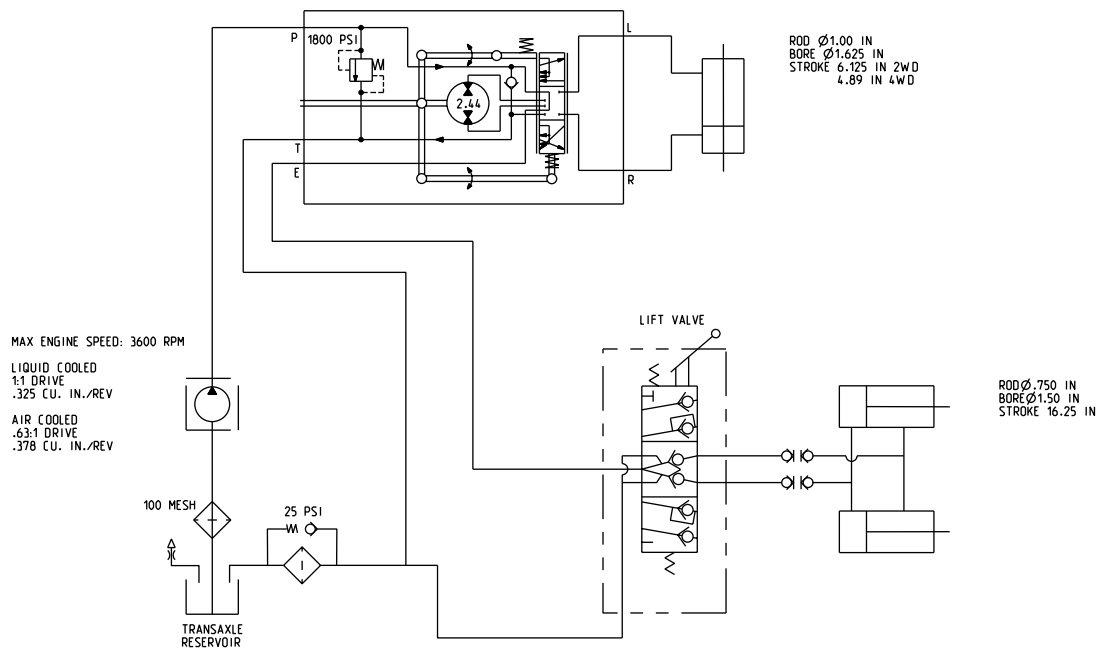 P
1800 PSI
L
2.44
T
E
R
ROD Ø1.00 IN
BORE Ø1.625 IN
STROKE 6.125 IN 2WD
4.89 IN 4WD
LIFT VALVE
MAX ENGINE SPEED: 3600 RPM
LIQUID COOLED
1:1 DRIVE
.325 CU. IN./REV
AIR COOLED
.63:1 DRIVE
.378 CU. IN./REV
RODØ.750 IN
BOREØ1.50 IN
STROKE 16.25 IN
100 MESH
25 PSI
TRANSAXLE
RESERVOIR